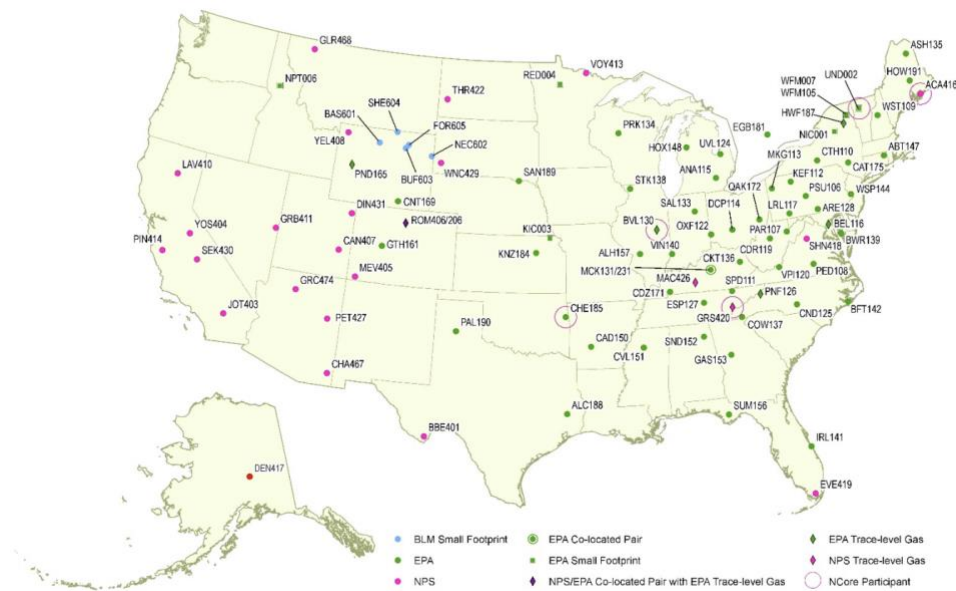 GLR468
VOY413
ASH135
NPT006
RED004
WFM007
UND002
HOW191
WFM105
ACA416
THR422
HWF187
WST109
SHE604
BAS601
FOR605
PRK134
EGB181
NIC001
YEL408
NEC602
HOX148
UVL124
MKG113
CTH110
ABT147
LAV410
PND165
BUF603
WNC429
SAN189
ANA115
KEF112
CAT175
STK138
QAK172
PSU106
WSP144
CNT169
SAL133
DCP114
LRL117
ARE128
DIN431
ROM406/206
BVL130
OXF122
PAR107
BEL116
YOS404
GRB411
KIC003
BWR139
PIN414
CAN407
GTH161
ALH157
VIN140
CDR119
SHN418
SEK430
KNZ184
CKT136
MCK131/231
VPI120
PED108
GRC474
MEV405
MAC426
SPD111
PNF126
CDZ171
ESP127
JOT403
PET427
CHE185
GRS420
COW137
CND125
BFT142
PAL190
CAD150
CVL151
SND152
GAS153
CHA467
ALC188
SUM156
BBE401
IRL141
DEN417
EVE419
BLM Small Footprint
EPA Co-located Pair
EPA Trace-level Gas
EPA
EPA Small Footprint
NPS Trace-level Gas
NPS
NPS/EPA Co-located Pair with EPA Trace-level Gas
NCore Participant